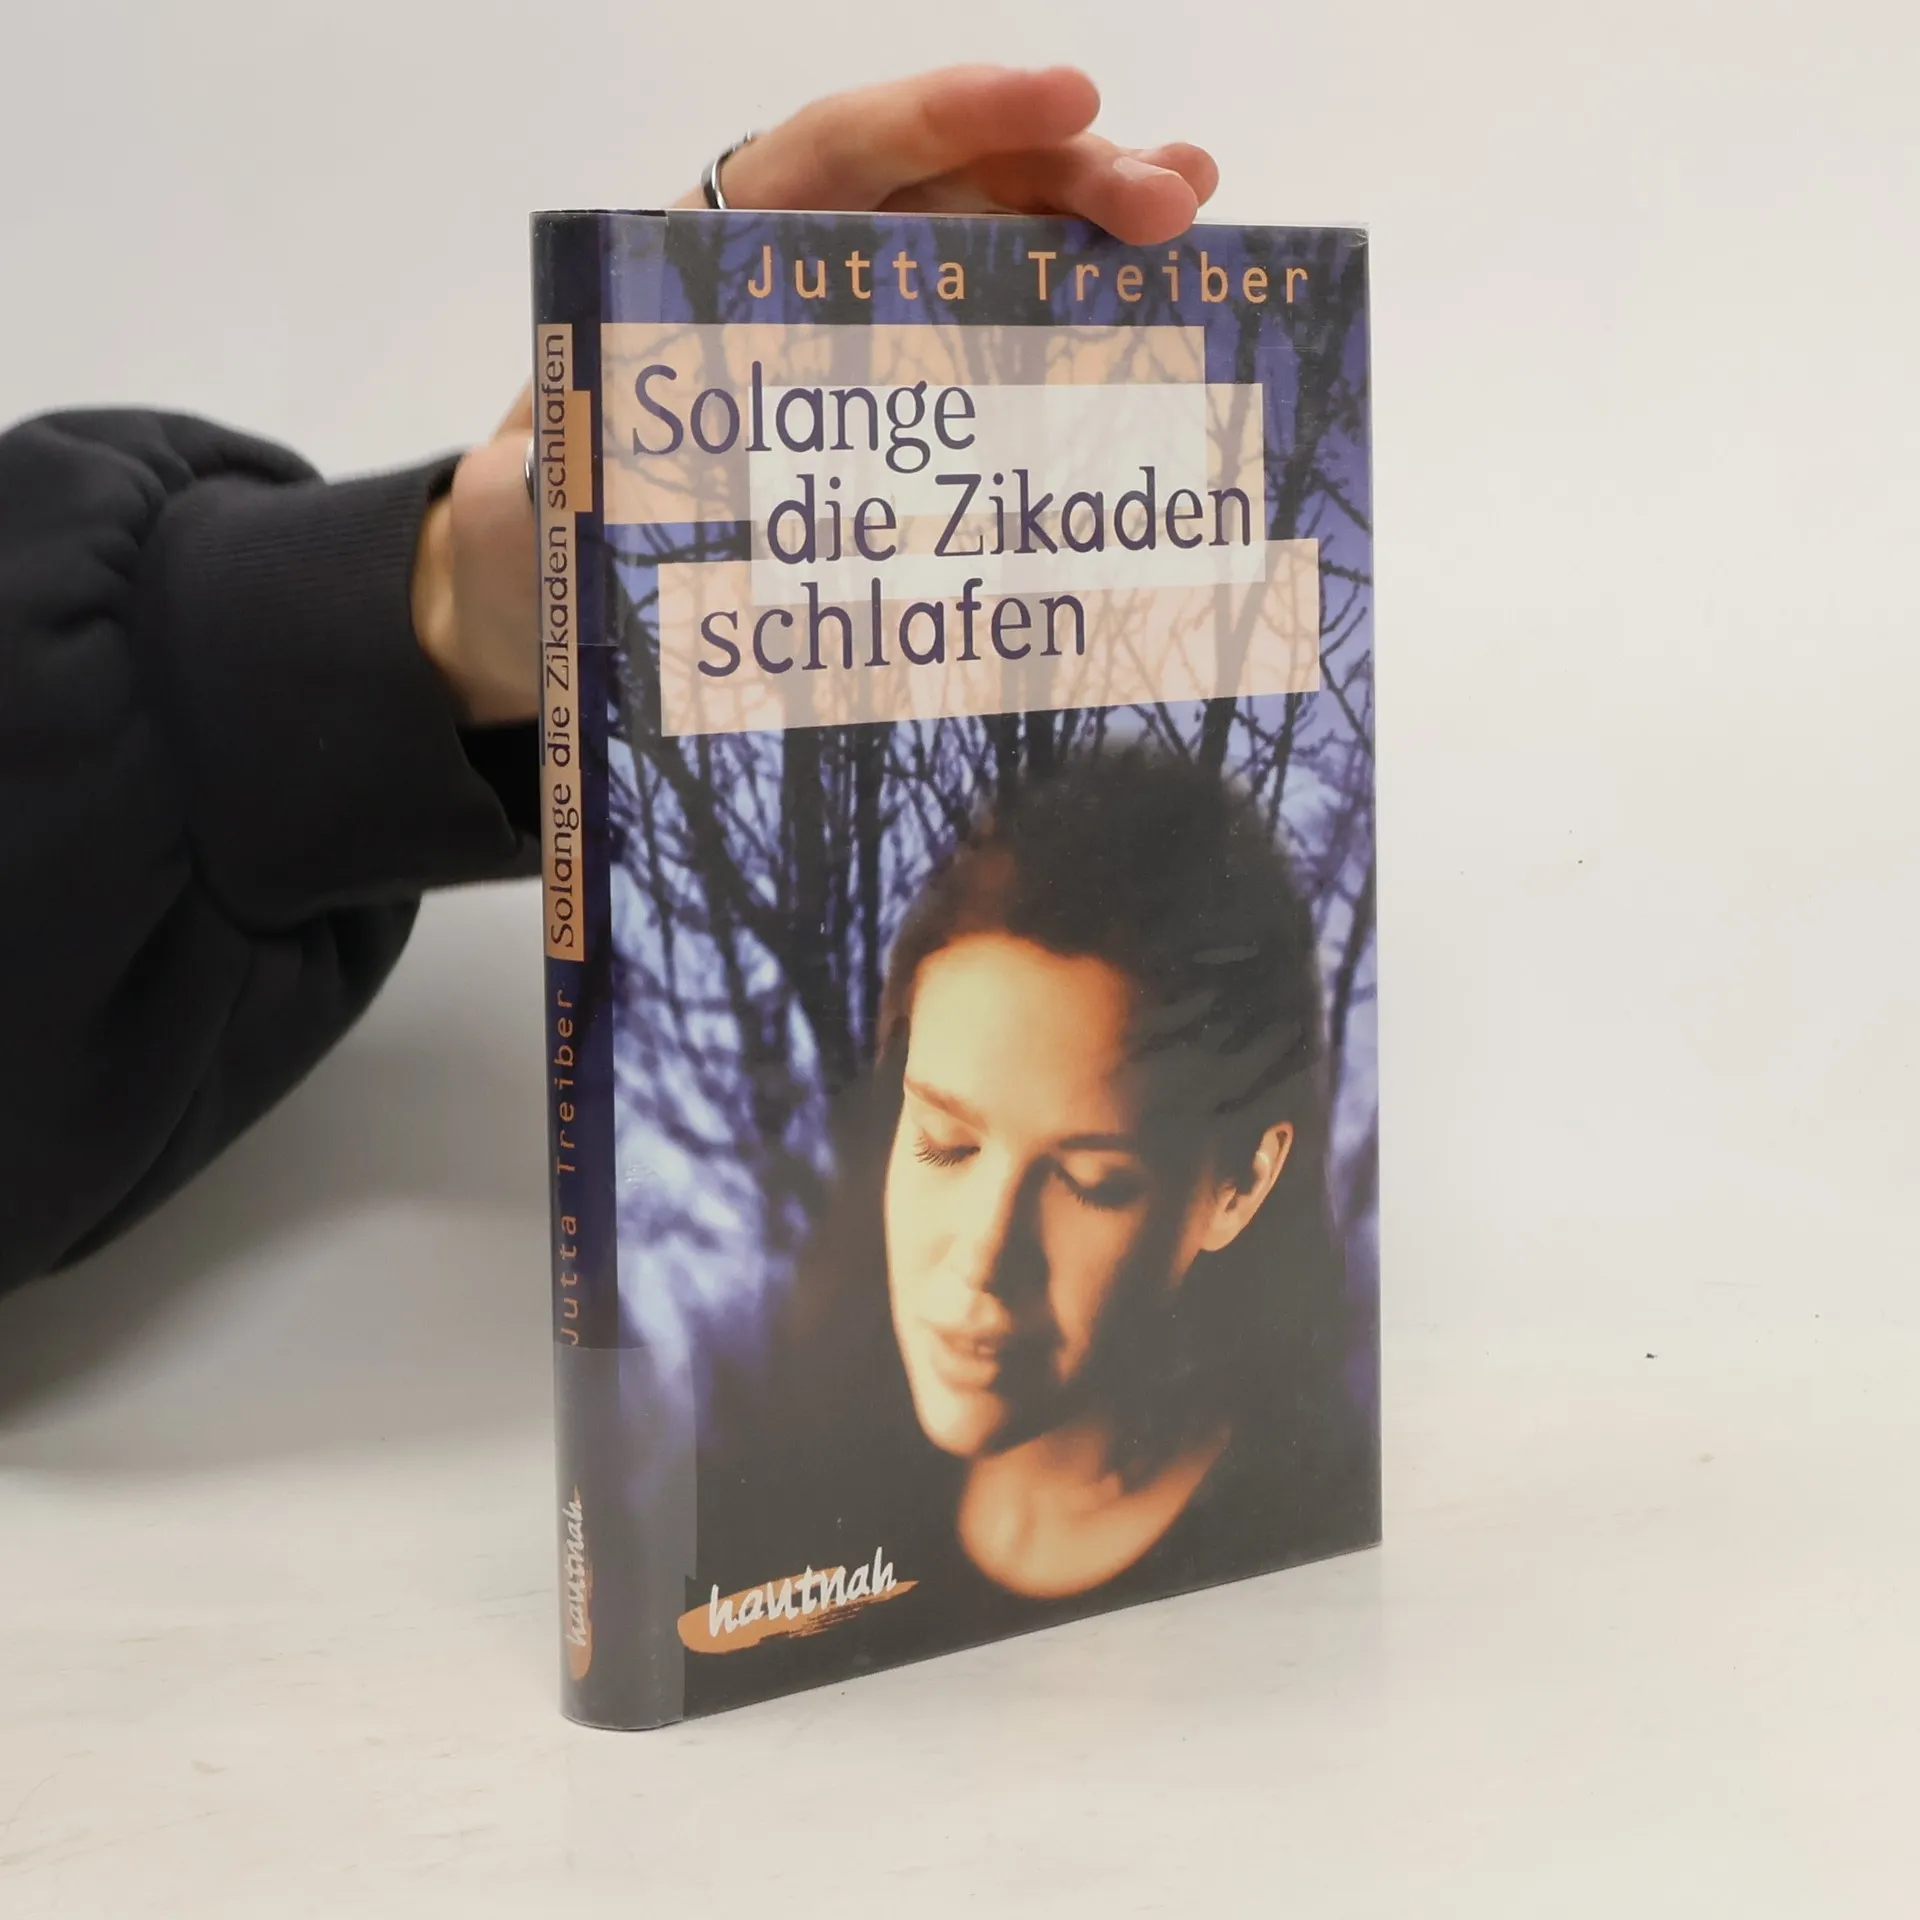 Jutta Treiber
Solange
die Zikaden
schlafen
hautnah
Jutta Treiber Solange die Zikaden schlafen
hautnah